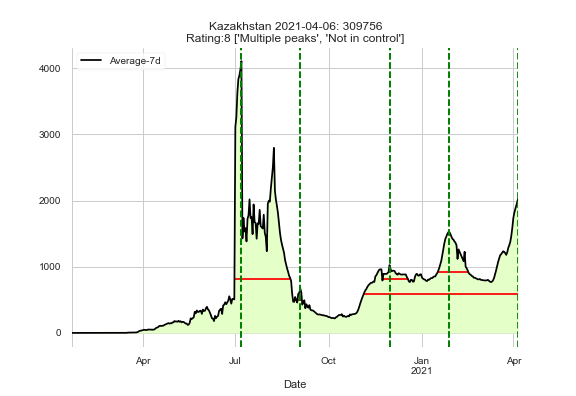 Kazakhstan 2021-04-06: 309756
Rating:8 ['Multiple peaks', 'Not in control']
Average-7d
4000
3000
2000
1000
0
Apr
Jul
Oct
Jan
2021
Apr
Date